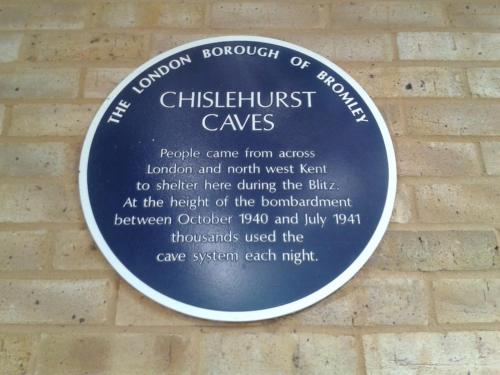 THE LONDON BOROUGH OF BROMLEY
CHISLEHURST
CAVES
People came from across
London and north west Kent
to shelter here during the Blitz.
At the height of the bombardment
between October 1940 and July 1941
thousands used the
cave system each night.